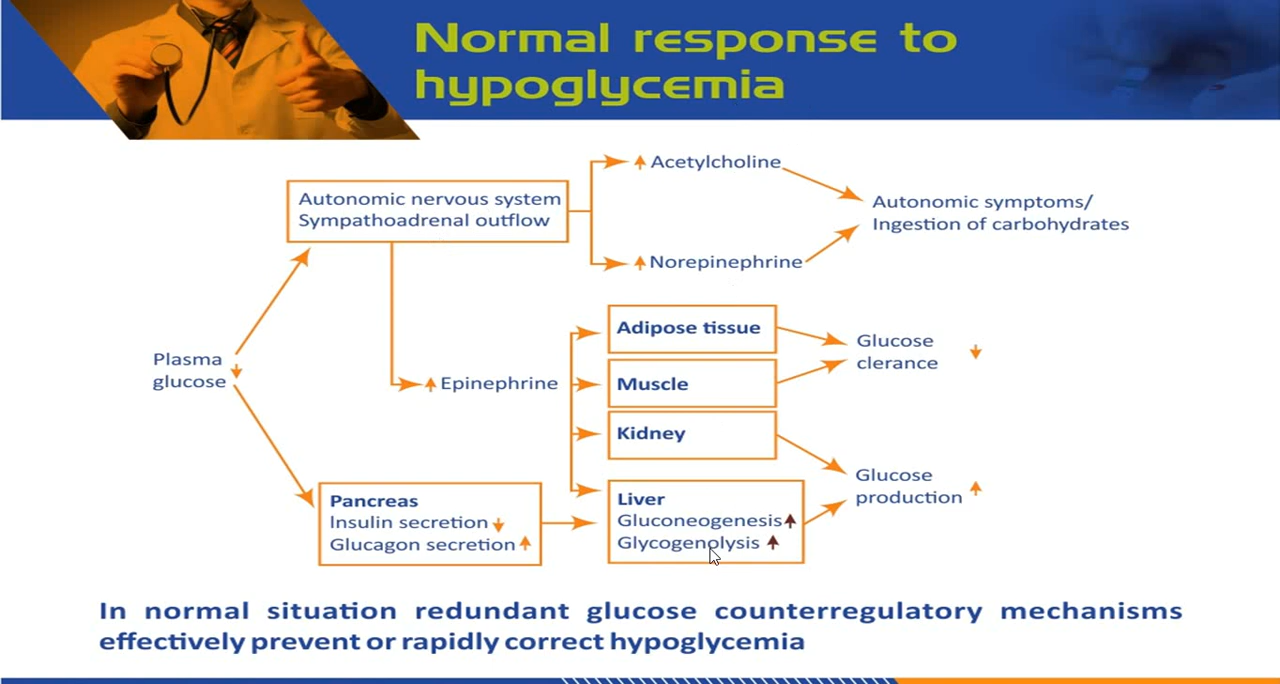 Normal response to
hypoglycemia
Acetylcholine
Autonomic nervous system
Sympathoadrenal outflow
Autonomic symptoms/
Ingestion of carbohydrates
Norepinephrine
Adipose tissue
Glucose
clerance
Plasma
glucose
Epinephrine
Muscle
Kidney
Glucose
production
Pancreas
Insulin secretion
Glucagon secretion
Liver
Gluconeogenesis
Glycogenolysis
In normal situation redundant glucose counterregulatory mechanisms
effectively prevent or rapidly correct hypoglycemia